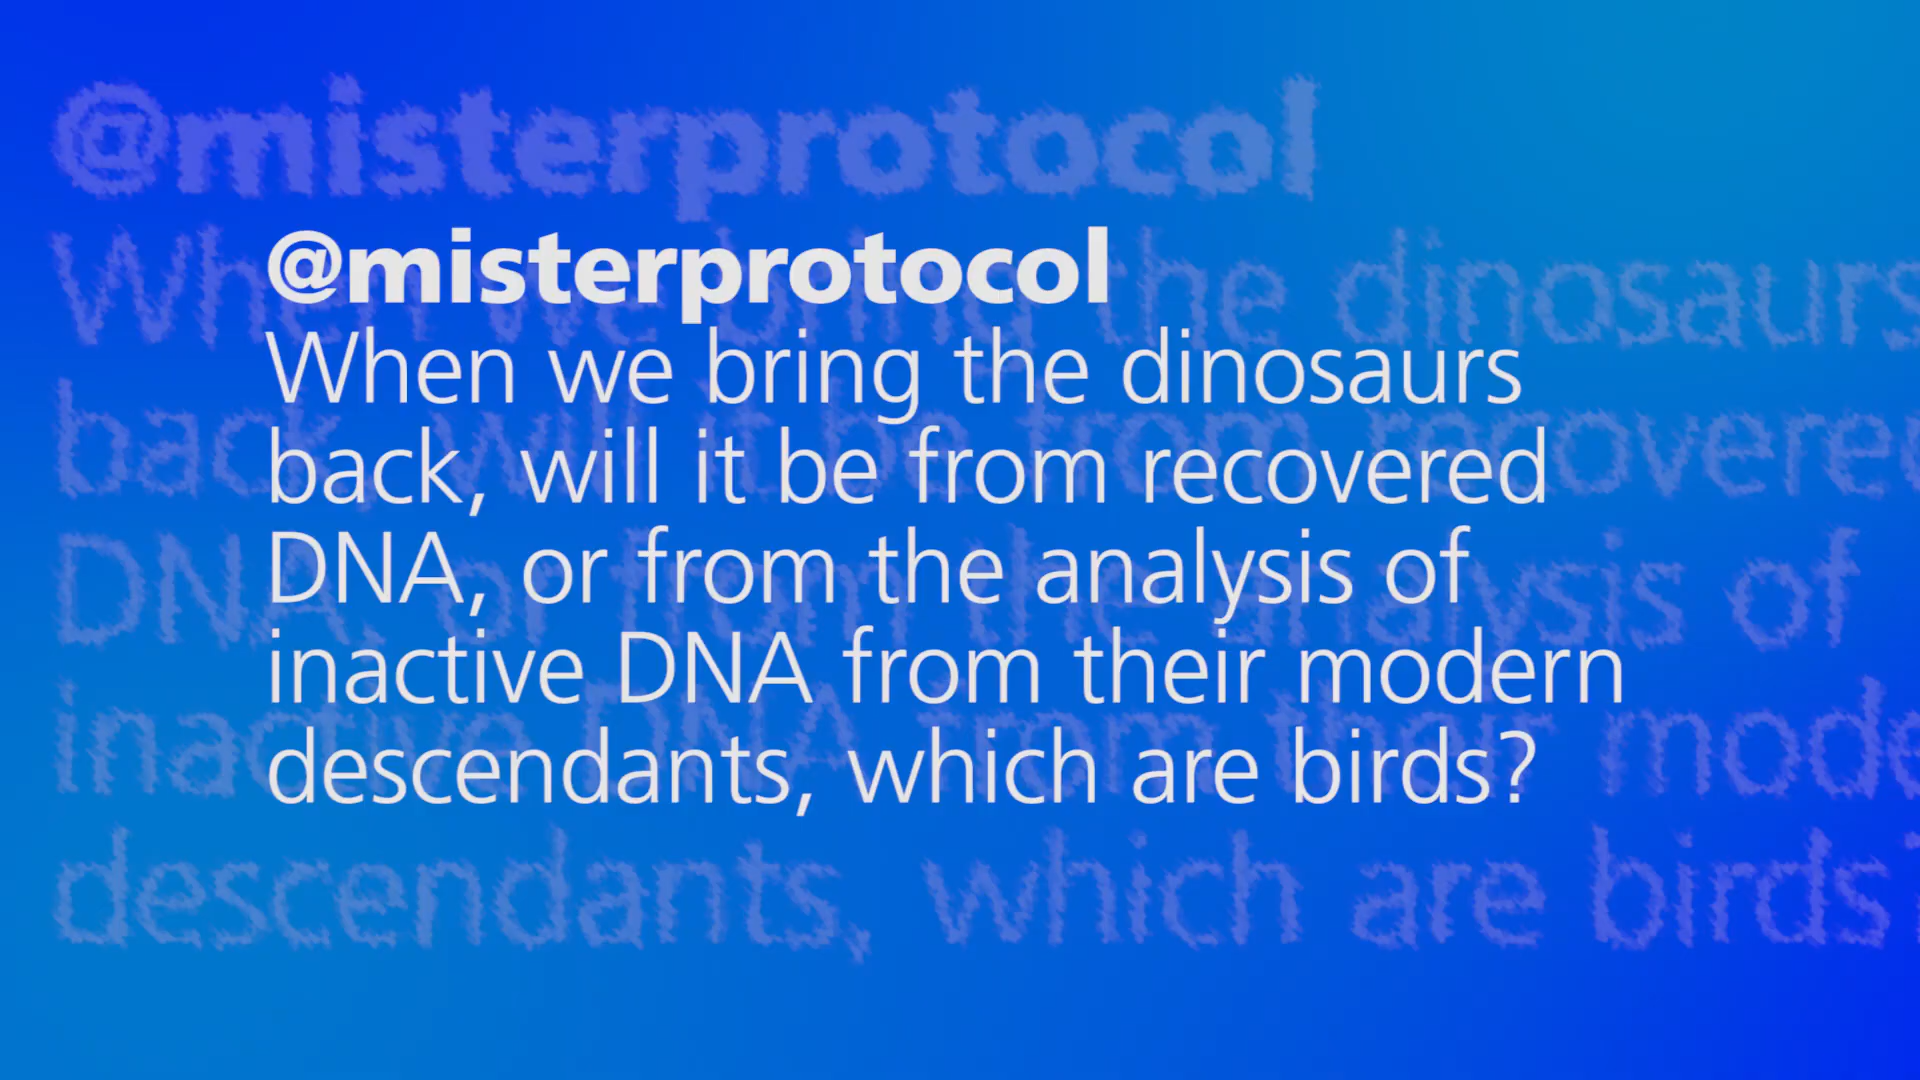 @misterprotocol
When we bring the dinosaurs
back, will it be from recovered
DNA, or from the analysis of
inactive DNA from their modern
descendants, which are birds?